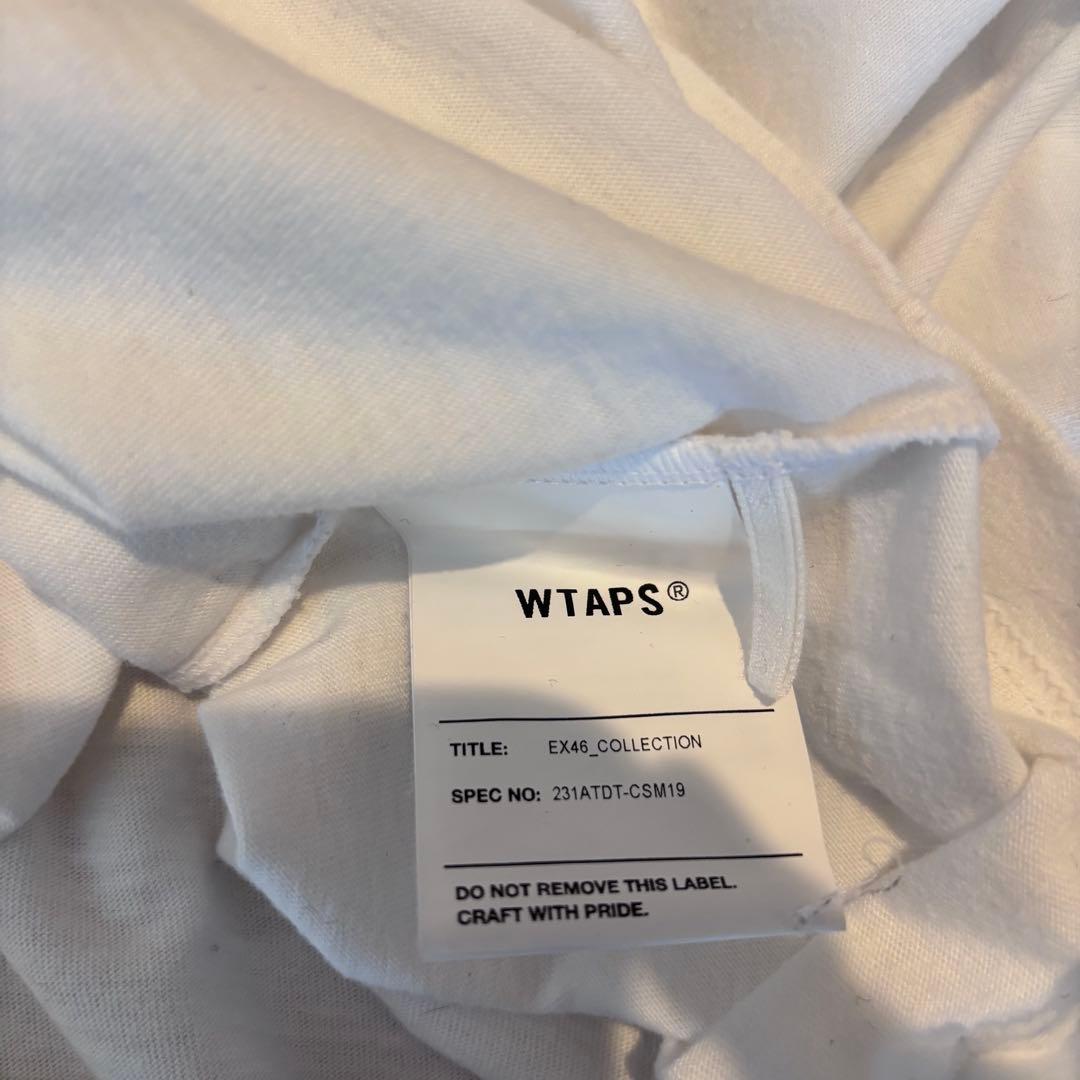 WTAPS®
TITLE: EX46_COLLECTION
SPEC NO: 231ATDT-CSM19
DO NOT REMOVE THIS LABEL.
CRAFT WITH PRIDE.